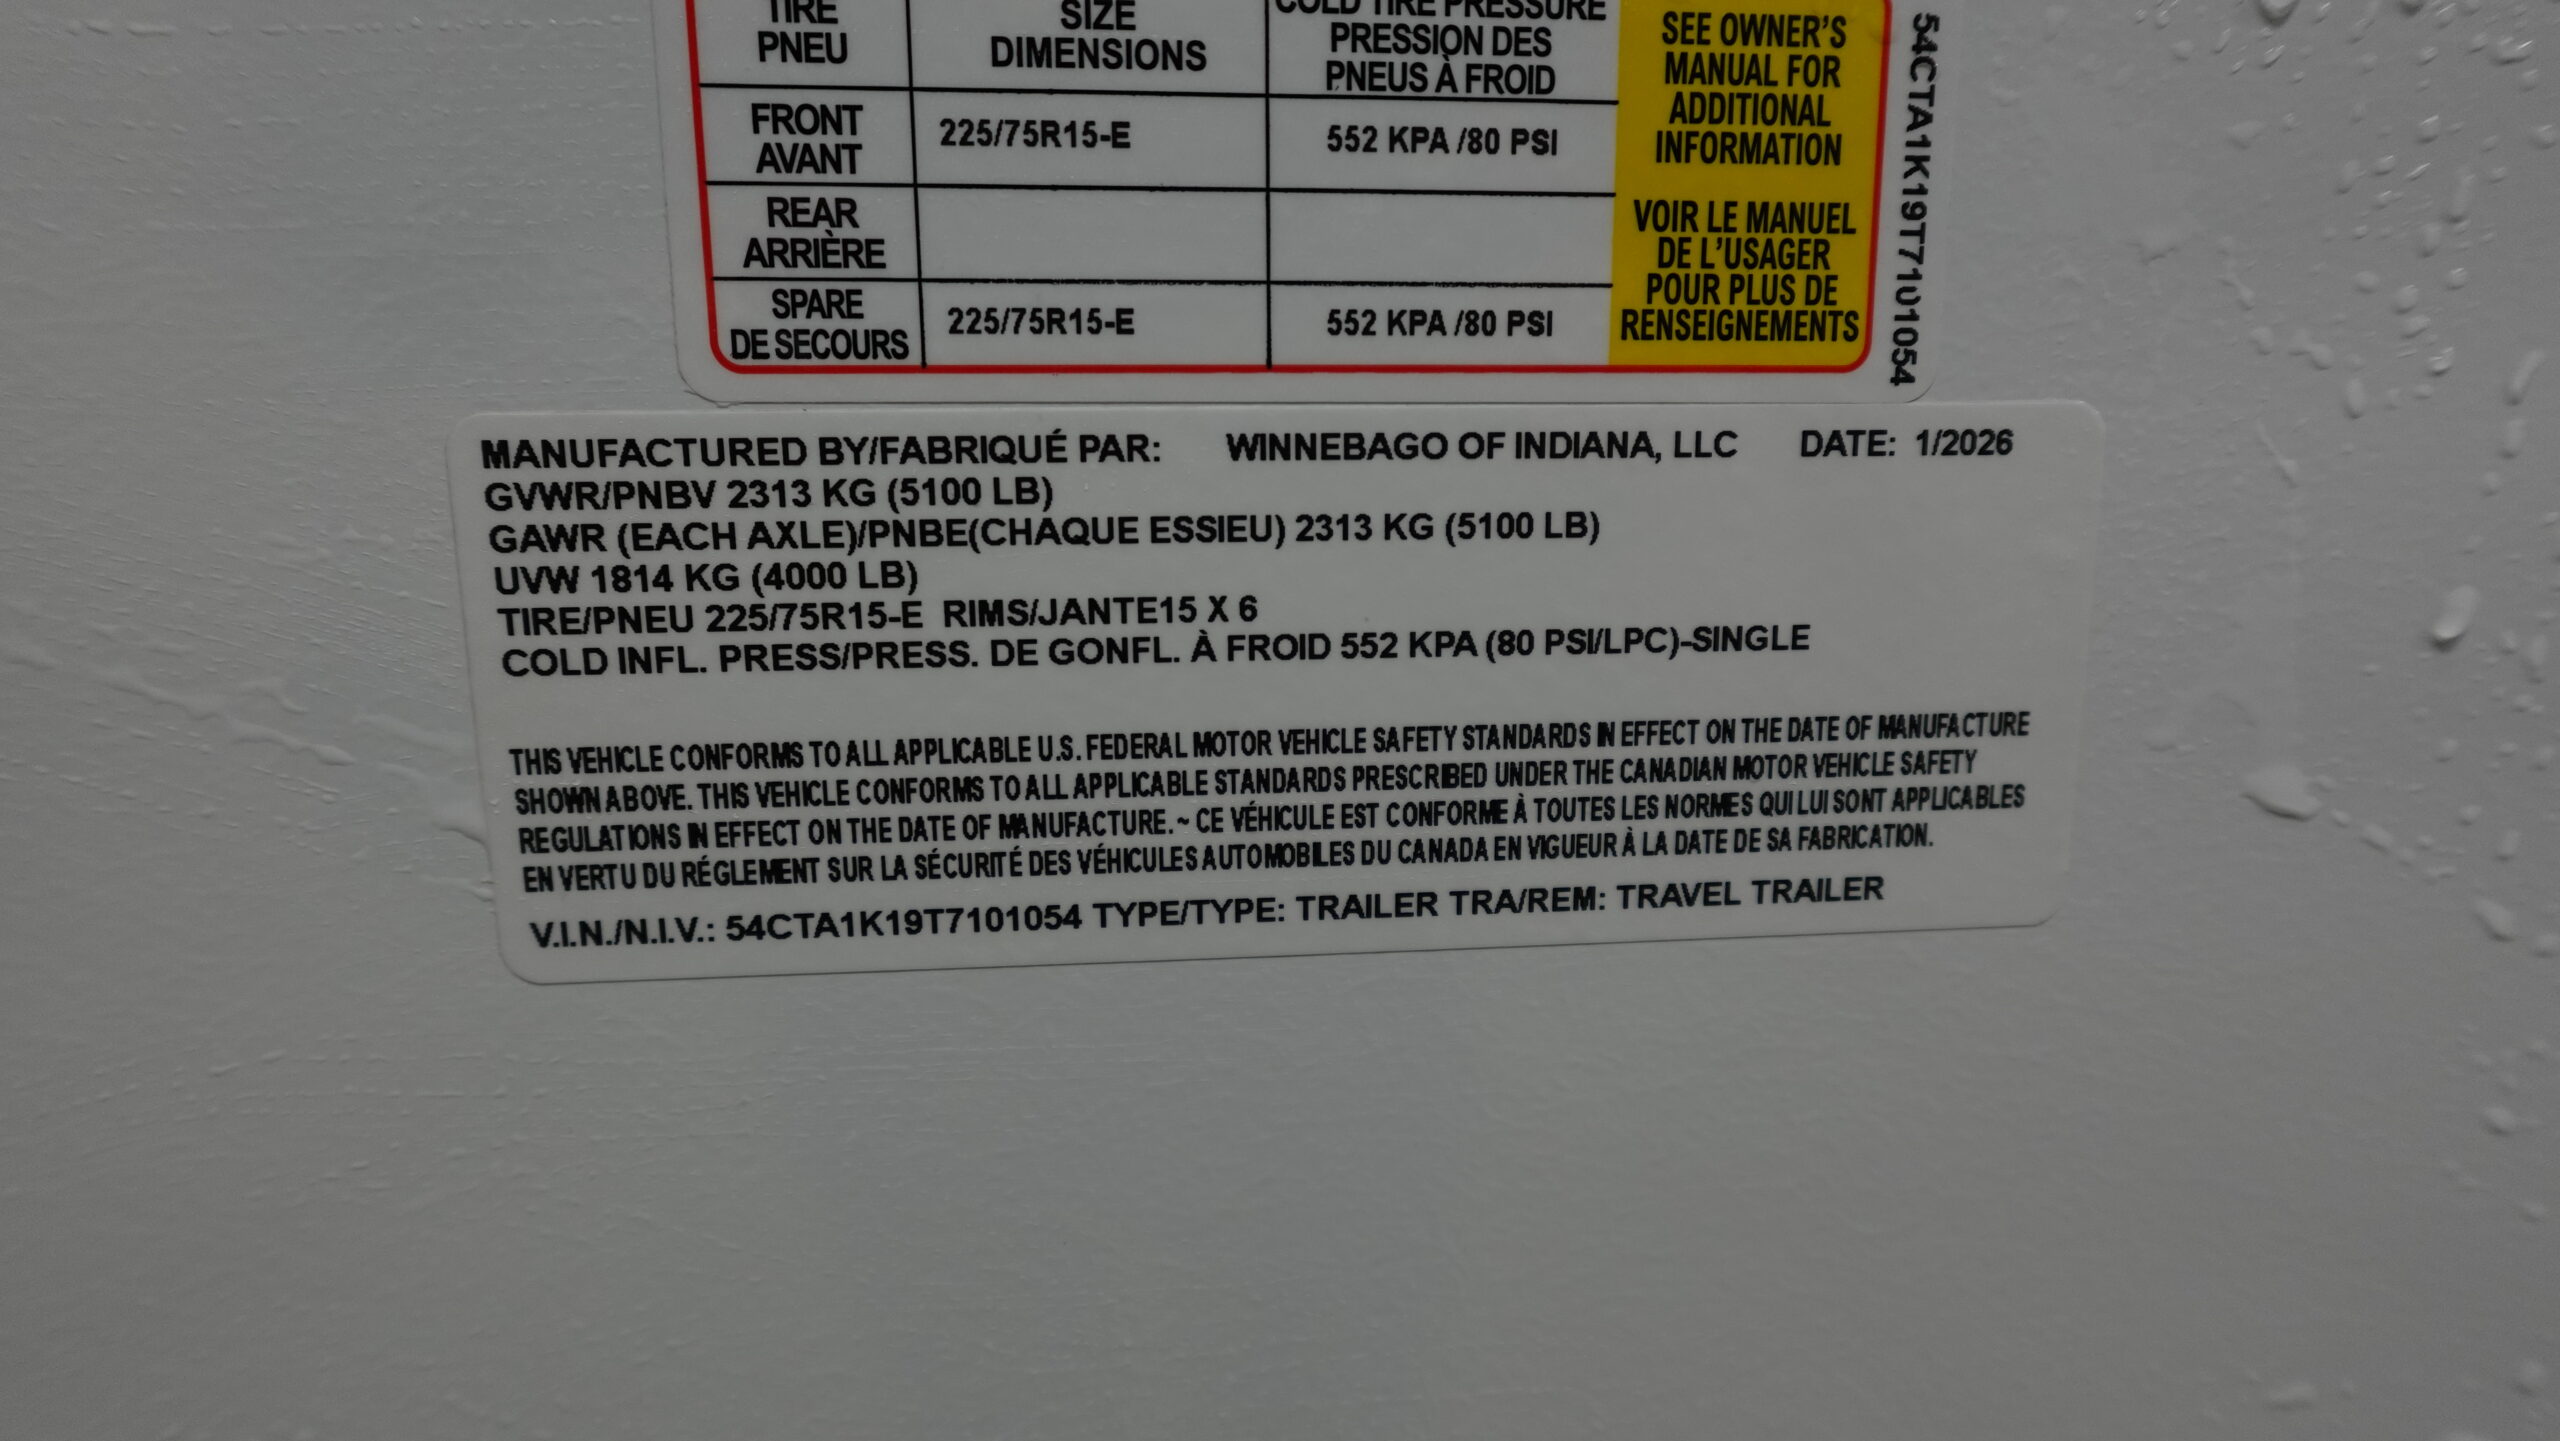 TIRE
PNEU
SIZE
DIMENSIONS
COLD TIRE PRESSURE
PRESSION DES
PNEUS À FROID
SEE OWNER'S
MANUAL FOR
ADDITIONAL
INFORMATION
VOIR LE MANUEL
DE L'USAGER
POUR PLUS DE
RENSEIGNEMENTS
FRONT
AVANT
225/75R15-E
552 KPA /80 PSI
REAR
ARRIÈRE
SPARE
DE SECOURS
225/75R15-E
552 KPA /80 PSI
54CTA1K19T7101054
MANUFACTURED BY/FABRIQUÉ PAR: WINNEBAGO OF INDIANA, LLC DATE: 1/2026
GVWR/PNBV 2313 KG (5100 LB)
GAWR (EACH AXLE)/PNBE(CHAQUE ESSIEU) 2313 KG (5100 LB)
UVW 1814 KG (4000 LB)
TIRE/PNEU 225/75R15-E RIMS/JANTE15 X 6
COLD INFL. PRESS/PRESS. DE GONFL. À FROID 552 KPA (80 PSI/LPC)-SINGLE
THIS VEHICLE CONFORMS TO ALL APPLICABLE U.S. FEDERAL MOTOR VEHICLE SAFETY STANDARDS IN EFFECT ON THE DATE OF MANUFACTURE
SHOWN ABOVE. THIS VEHICLE CONFORMS TO ALL APPLICABLE STANDARDS PRESCRIBED UNDER THE CANADIAN MOTOR VEHICLE SAFETY
REGULATIONS IN EFFECT ON THE DATE OF MANUFACTURE. ~ CE VÉHICULE EST CONFORME À TOUTES LES NORMES QUI LUI SONT APPLICABLES
EN VERTU DU RÉGLEMENT SUR LA SÉCURITÉ DES VÉHICULES AUTOMOBILES DU CANADA EN VIGUEUR À LA DATE DE SA FABRICATION.
V.I.N./N.I.V.: 54CTA1K19T7101054 TYPE/TYPE: TRAILER TRA/REM: TRAVEL TRAILER